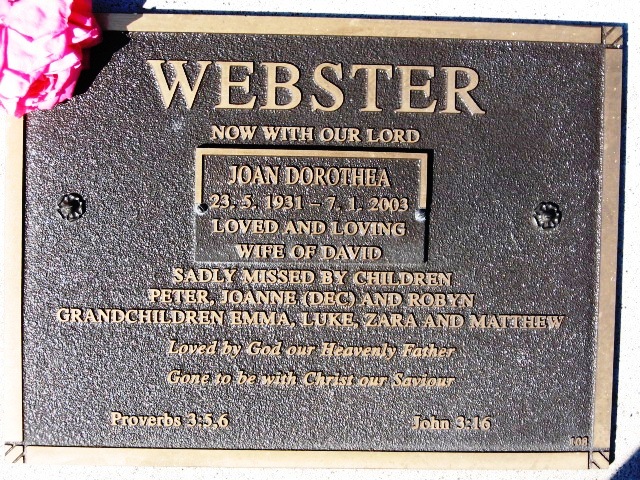 WEBSTER
NOW WITH OUR LORD
JOAN DOROTHEA
23. 5. 1931 – 7. 1. 2003
LOVED AND LOVING
WIFE OF DAVID
SADLY MISSED BY CHILDREN
PETER, JOANNE (DEC) AND ROBYN
GRANDCHILDREN EMMA, LUKE, ZARA AND MATTHEW
Loved by God our Heavenly Father
Gone to be with Christ our Saviour
Proverbs 3:5,6 John 3:16
108